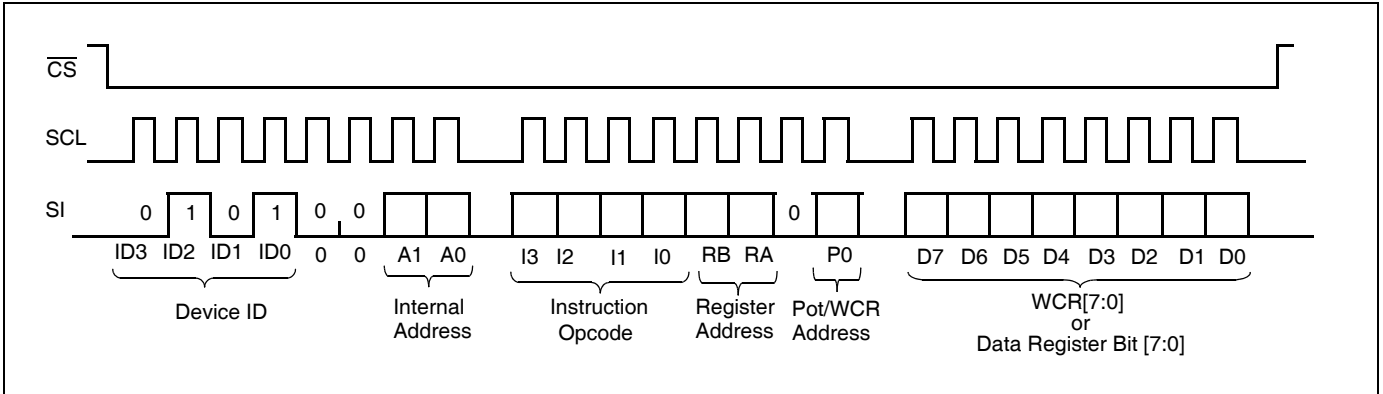 CS
SCL
SI
0 1 0 1 0 0 0
ID3 ID2 ID1 ID0 0 0 A1 A0 I3 I2 I1 I0 RB RA P0 D7 D6 D5 D4 D3 D2 D1 D0
Device ID
Internal
Address
Instruction
Opcode
Register
Address
Pot/WCR
Address
WCR[7:0]
or
Data Register Bit [7:0]